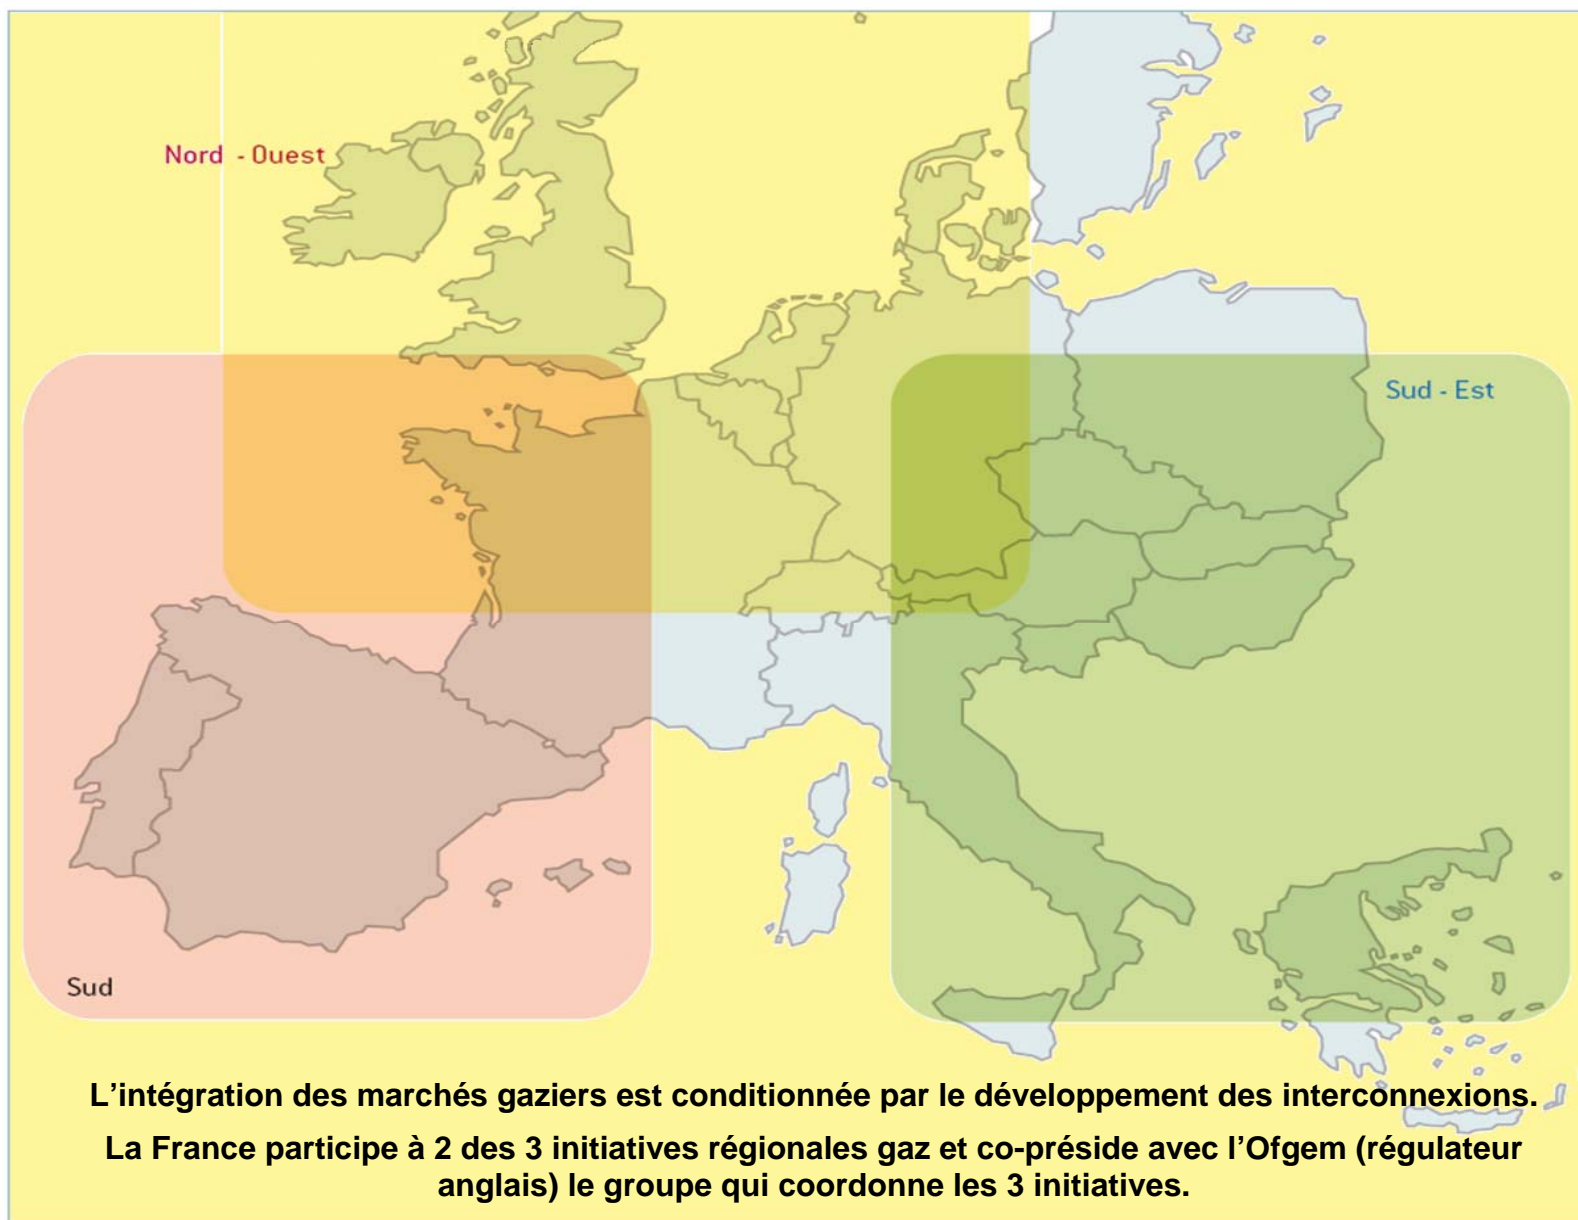 Nord - Ouest
Sud - Est
Sud
L’intégration des marchés gaziers est conditionnée par le développement des interconnexions.
La France participe à 2 des 3 initiatives régionales gaz et co-préside avec l’Ofgem (régulateur
anglais) le groupe qui coordonne les 3 initiatives.